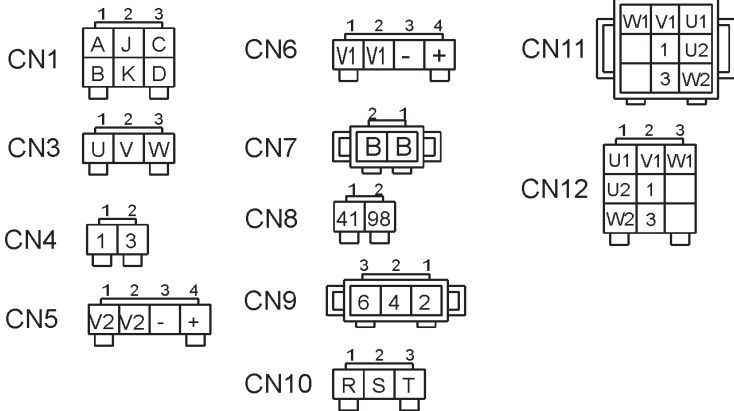 CN1
1 2 3
A J C
B K D
CN3
1 2 3
U V W
CN4
1 2
1 3
CN5
1 2 3 4
V2 V2 - +
CN6
1 2 3 4
V1 V1 - +
CN7
2 1
B B
CN8
1 2
41 98
CN9
3 2 1
6 4 2
CN10
1 2 3
R S T
CN11
W1 V1 U1
1 U2
3 W2
CN12
1 2 3
U1 V1 W1
U2 1
W2 3